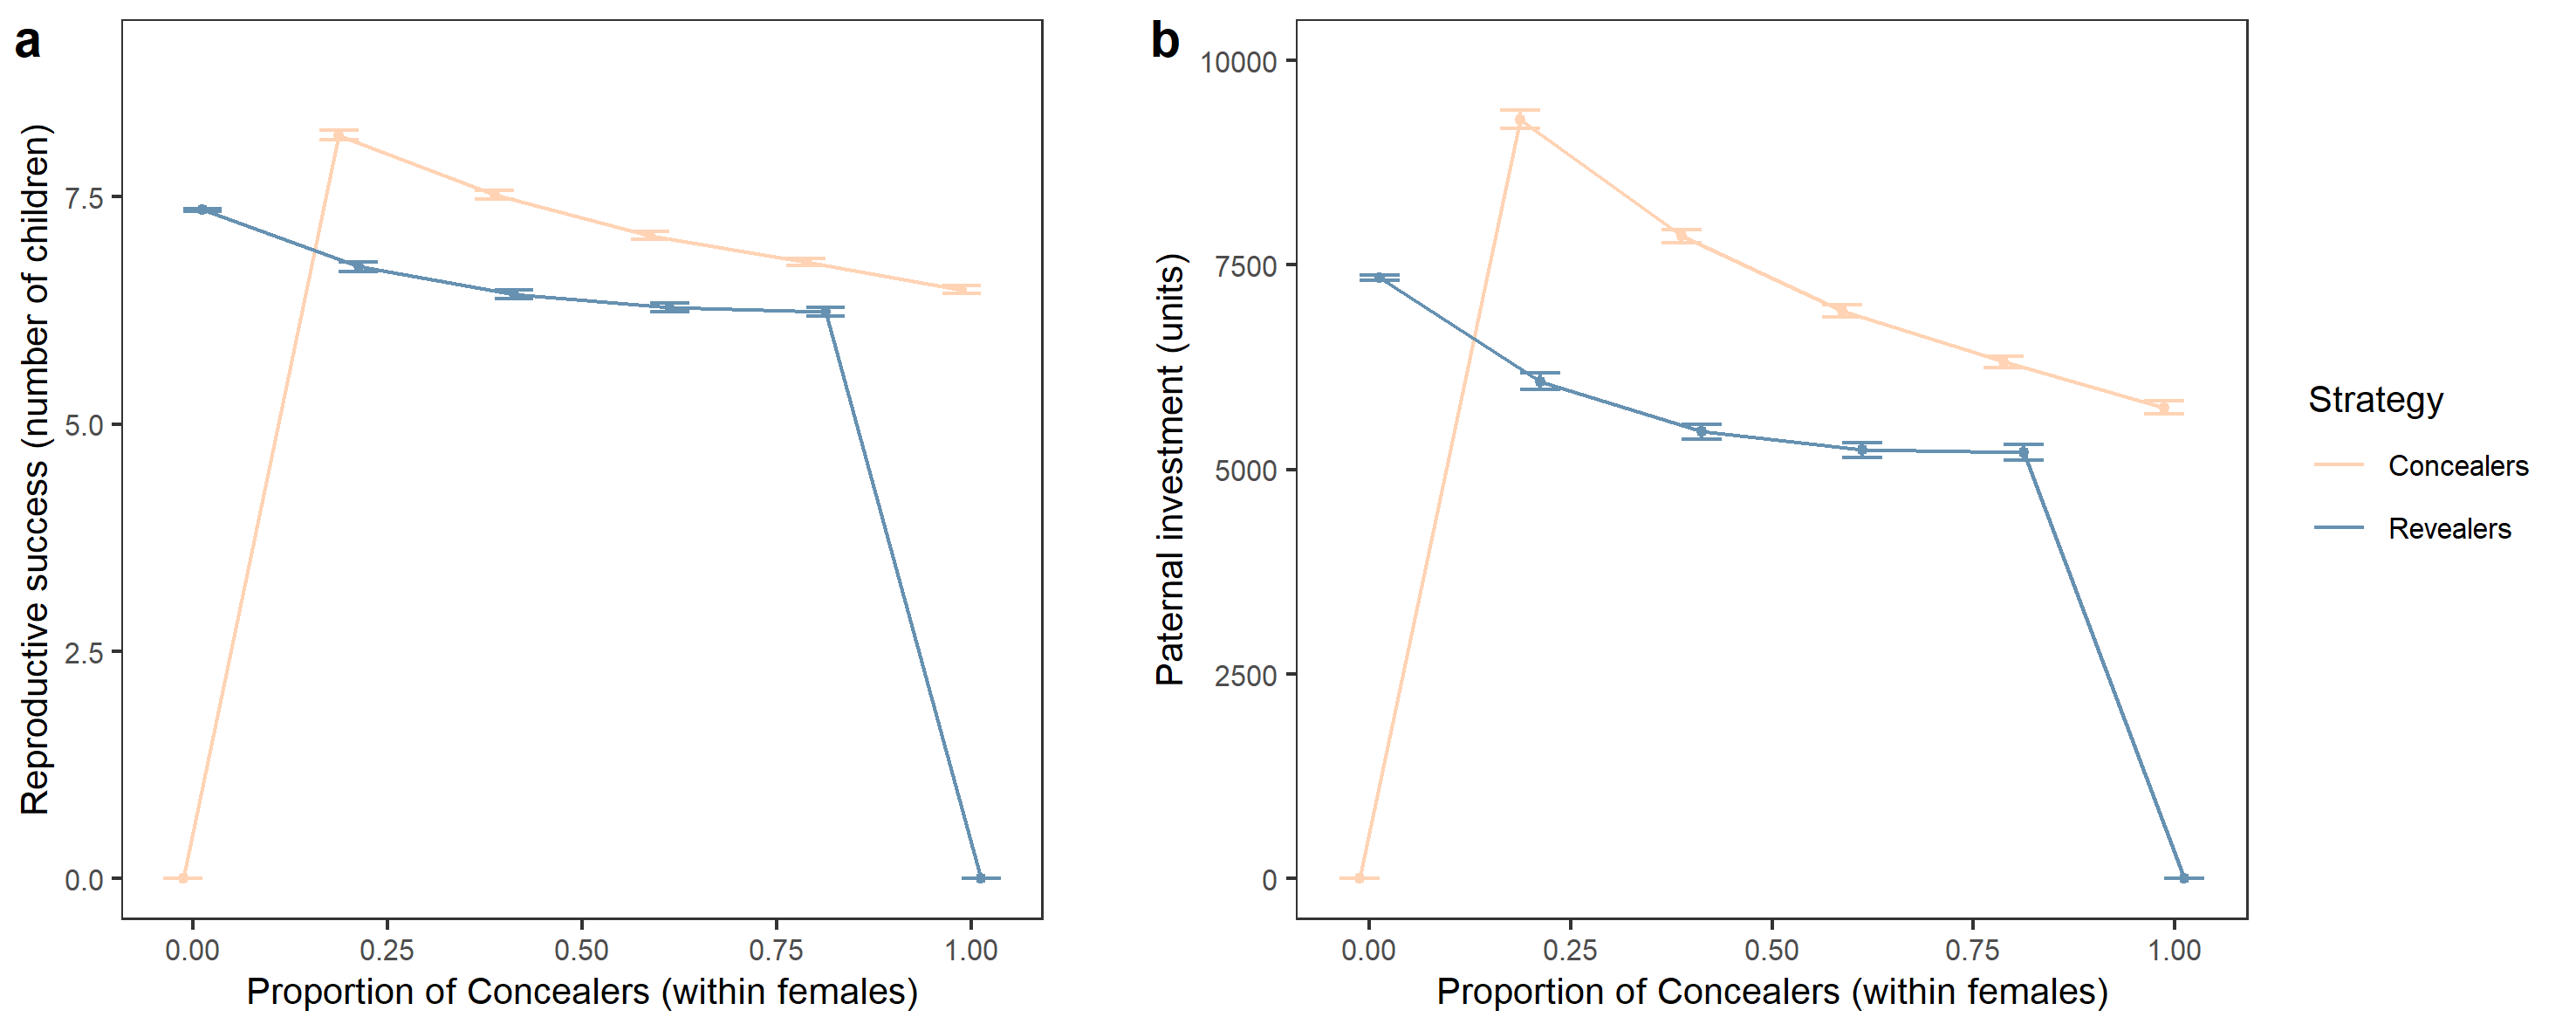 a
Reproductive success (number of children)
7.5
5.0
2.5
0.0
0.00 0.25 0.50 0.75 1.00
Proportion of Concealers (within females)
b
Paternal investment (units)
10000
7500
5000
2500
0
0.00 0.25 0.50 0.75 1.00
Proportion of Concealers (within females)
Strategy
Concealers
Revealers